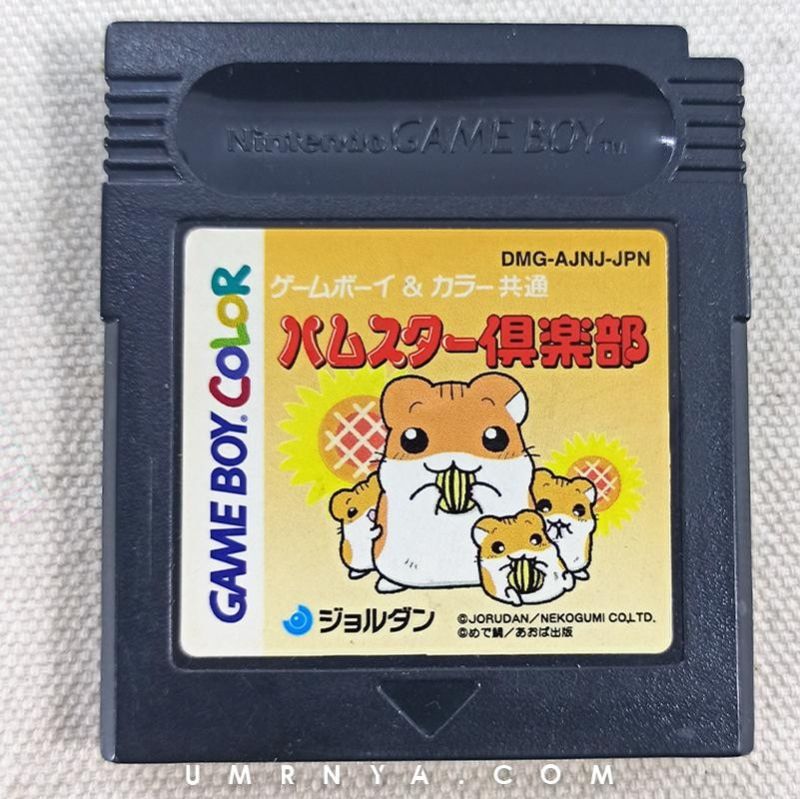 Nintendo GAME BOY TM
DMG-AJNJ-JPN
ゲームボーイ & カラー 共通
ハムスター倶楽部
GAME BOY COLOR
ジョルダン
©JORUDAN/NEKOGUMI CO,LTD.
©めで鯛/あおば出版
UMRNYA.COM